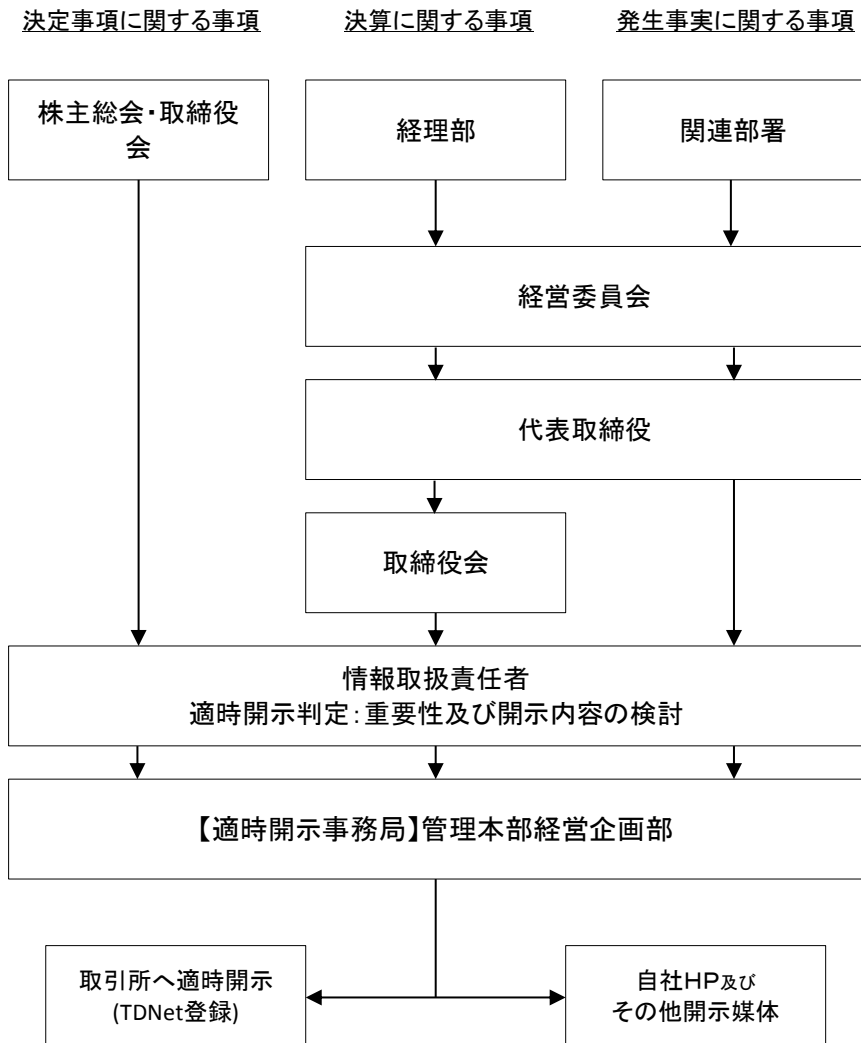 決定事項に関する事項
決算に関する事項
発生事実に関する事項
株主総会・取締役
会
経理部
関連部署
経営委員会
代表取締役
取締役会
情報取扱責任者
適時開示判定：重要性及び開示内容の検討
【適時開示事務局】管理本部経営企画部
取引所へ適時開示
(TDNet登録)
自社HP及び
その他開示媒体